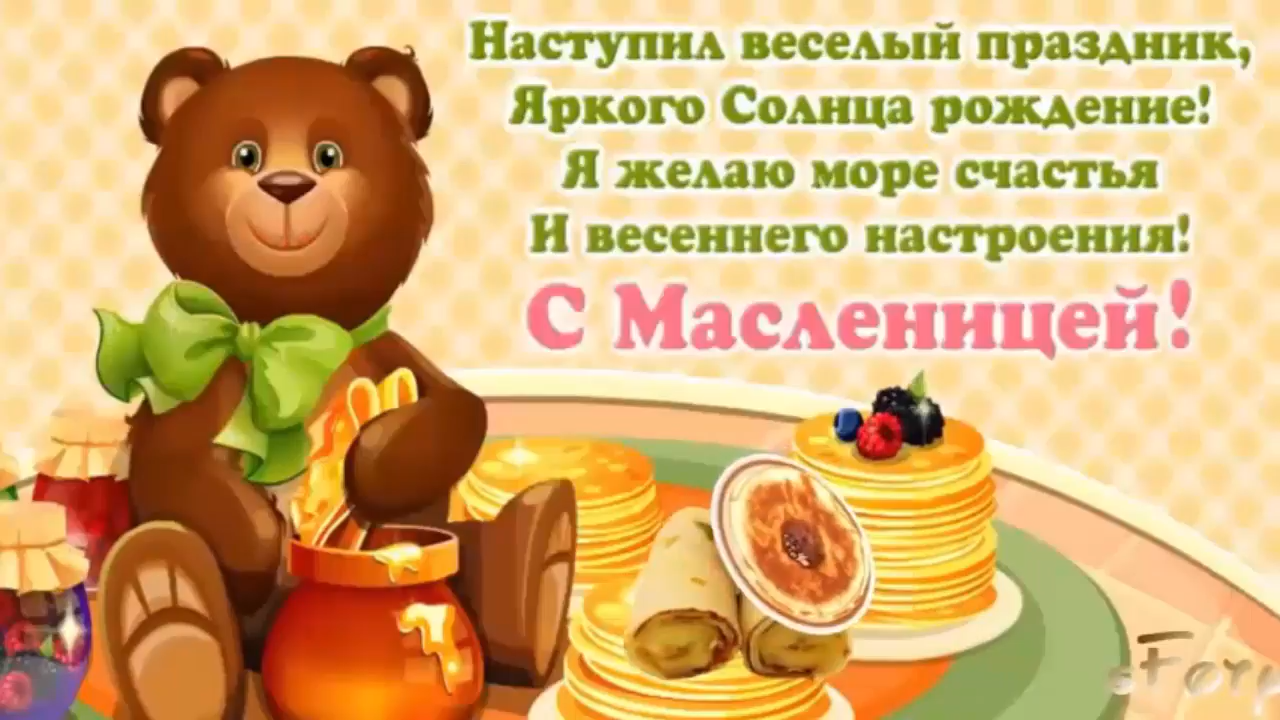 Наступил веселый праздник,
Яркого Солнца рождение!
Я желаю море счастья
И весеннего настроения!
С Масленицей!